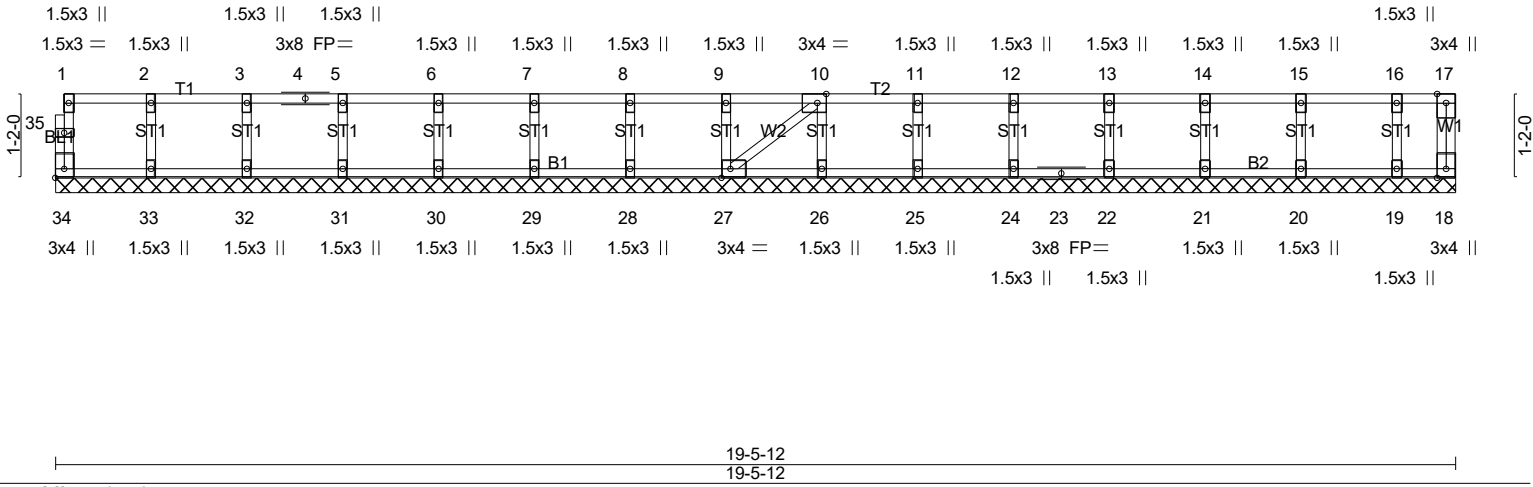 1.5x3 || 1.5x3 || 1.5x3 || 1.5x3 ||
1.5x3 = 1.5x3 || 3x8 FP= 1.5x3 || 1.5x3 || 1.5x3 || 1.5x3 || 3x4 = 1.5x3 || 1.5x3 || 1.5x3 || 1.5x3 || 1.5x3 || 3x4 ||
1 2 3 4 5 6 7 8 9 10 11 12 13 14 15 16 17
T1 T2
35
1-2-0
BL1 ST1 ST1 ST1 ST1 ST1 ST1 ST1 W2 ST1 ST1 ST1 ST1 ST1 ST1 ST1 W1
1-2-0
B1 B2
34 33 32 31 30 29 28 27 26 25 24 23 22 21 20 19 18
3x4 || 1.5x3 || 1.5x3 || 1.5x3 || 1.5x3 || 1.5x3 || 1.5x3 || 3x4 = 1.5x3 || 1.5x3 || 3x8 FP= 1.5x3 || 1.5x3 || 3x4 ||
1.5x3 || 1.5x3 || 1.5x3 ||
19-5-12
19-5-12